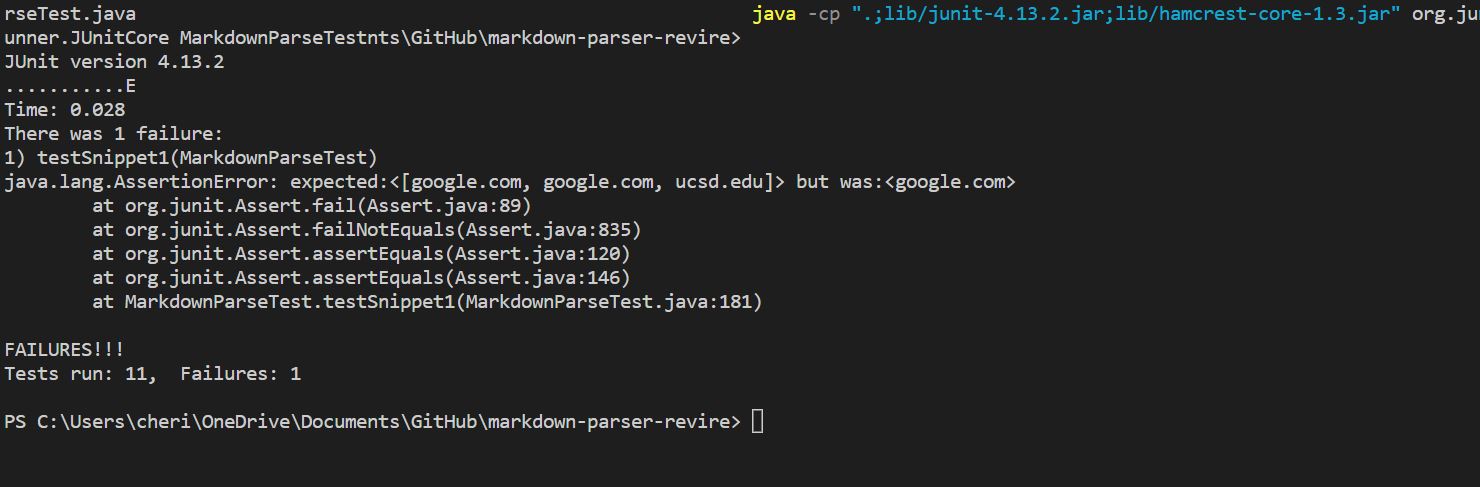 rseTest.java java -cp ".;lib/junit-4.13.2.jar;lib/hamcrest-core-1.3.jar" org.jun
unner.JUnitCore MarkdownParseTestnts\GitHub\markdown-parser-revire>
JUnit version 4.13.2
...........E
Time: 0.028
There was 1 failure:
1) testSnippet1(MarkdownParseTest)
java.lang.AssertionError: expected:<[google.com, google.com, ucsd.edu]> but was:<google.com>
at org.junit.Assert.fail(Assert.java:89)
at org.junit.Assert.failNotEquals(Assert.java:835)
at org.junit.Assert.assertEquals(Assert.java:120)
at org.junit.Assert.assertEquals(Assert.java:146)
at MarkdownParseTest.testSnippet1(MarkdownParseTest.java:181)
FAILURES!!!
Tests run: 11,  Failures: 1
PS C:\Users\cheri\OneDrive\Documents\GitHub\markdown-parser-revire>